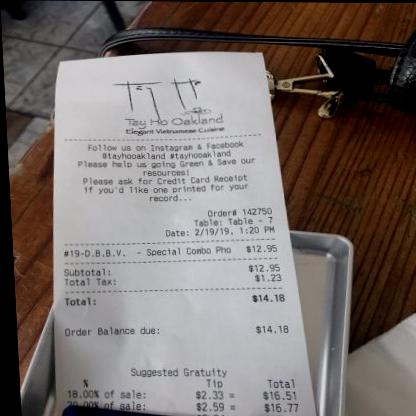 Tay Ho
Tay Ho Oakland
Elegant Vietnamese Cuisine
Follow us on Instagram & Facebook
@tayhooakland #tayhooakland
Please help us going Green & Save our
resources!
Please ask for Credit Card Receipt
if you'd like one printed for your
record...
Order# 142750
Table: Table - 7
Date: 2/19/19, 1:20 PM
#19-D.B.B.V. - Special Combo Pho $12.95
Subtotal: $12.95
Total Tax: $1.23
Total: $14.18
Order Balance due: $14.18
Suggested Gratuity
% Tip Total
18.00% of sale: $2.33 = $16.51
20.00% of sale: $2.59 = $16.77